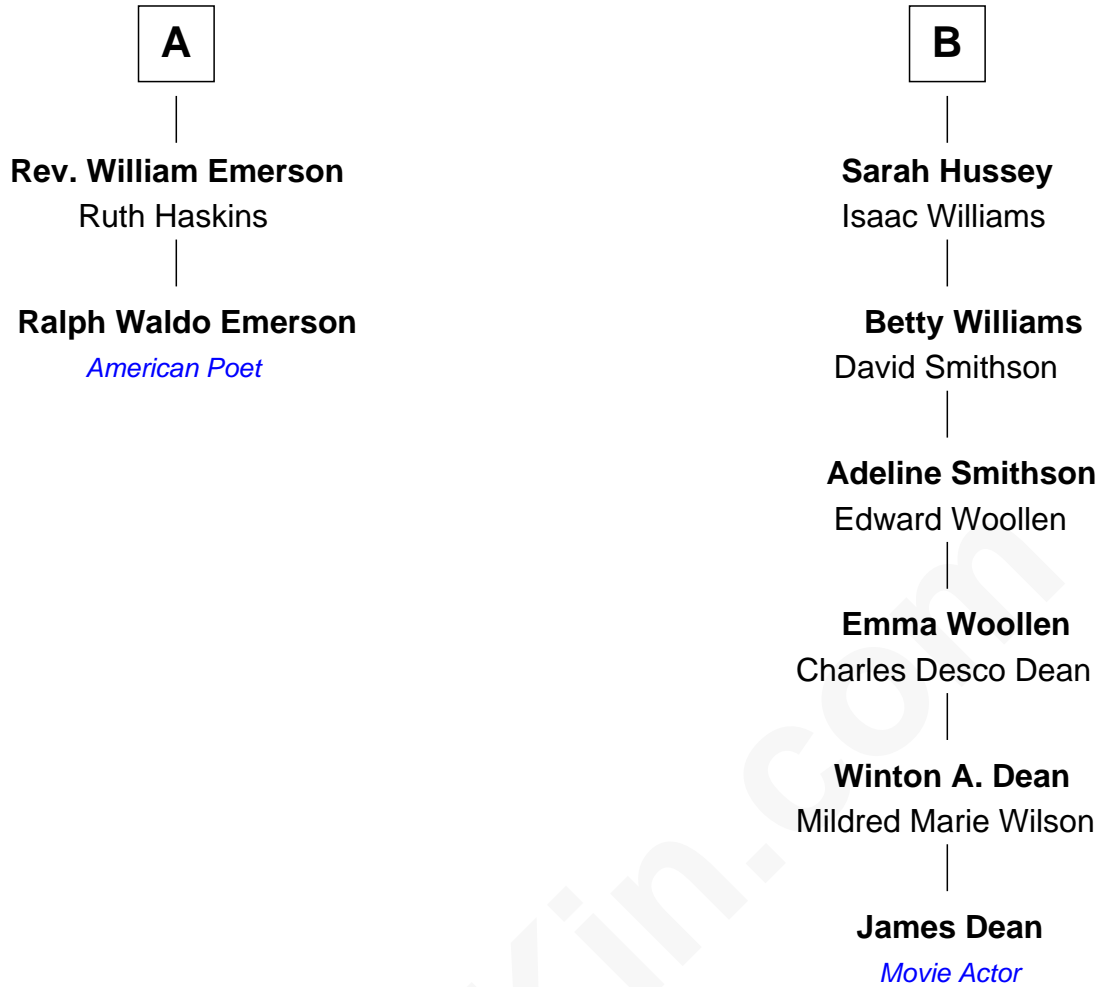 A
Rev. William Emerson
Ruth Haskins
Ralph Waldo Emerson
American Poet
B
Sarah Hussey
Isaac Williams
Betty Williams
David Smithson
Adeline Smithson
Edward Woollen
Emma Woollen
Charles Desco Dean
Winton A. Dean
Mildred Marie Wilson
James Dean
Movie Actor